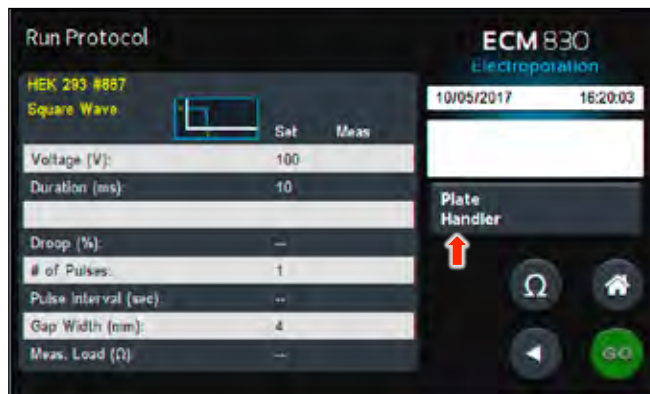 Run Protocol
ECM 830
Electroporation
HEK 293 #867
Square Wave
10/05/2017 16:20:03
Set Meas
Voltage (V): 100
Duration (ms): 10
Plate
Handler
Droop (%): --
# of Pulses: 1
Pulse Interval (sec) --
Gap Width (mm): 4
Meas. Load (Ω): --
Ω
GO